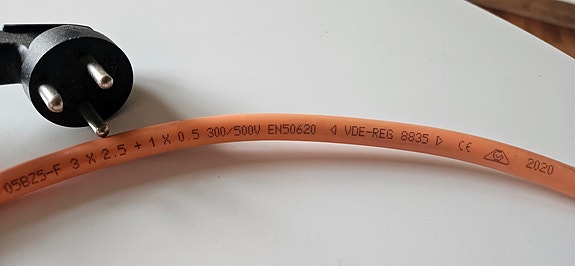 05BZ5-F 3 X 2.5 + 1 X 0.5 300/500V EN50620 ◁ VDE-REG 8835 ▷ CE 2020